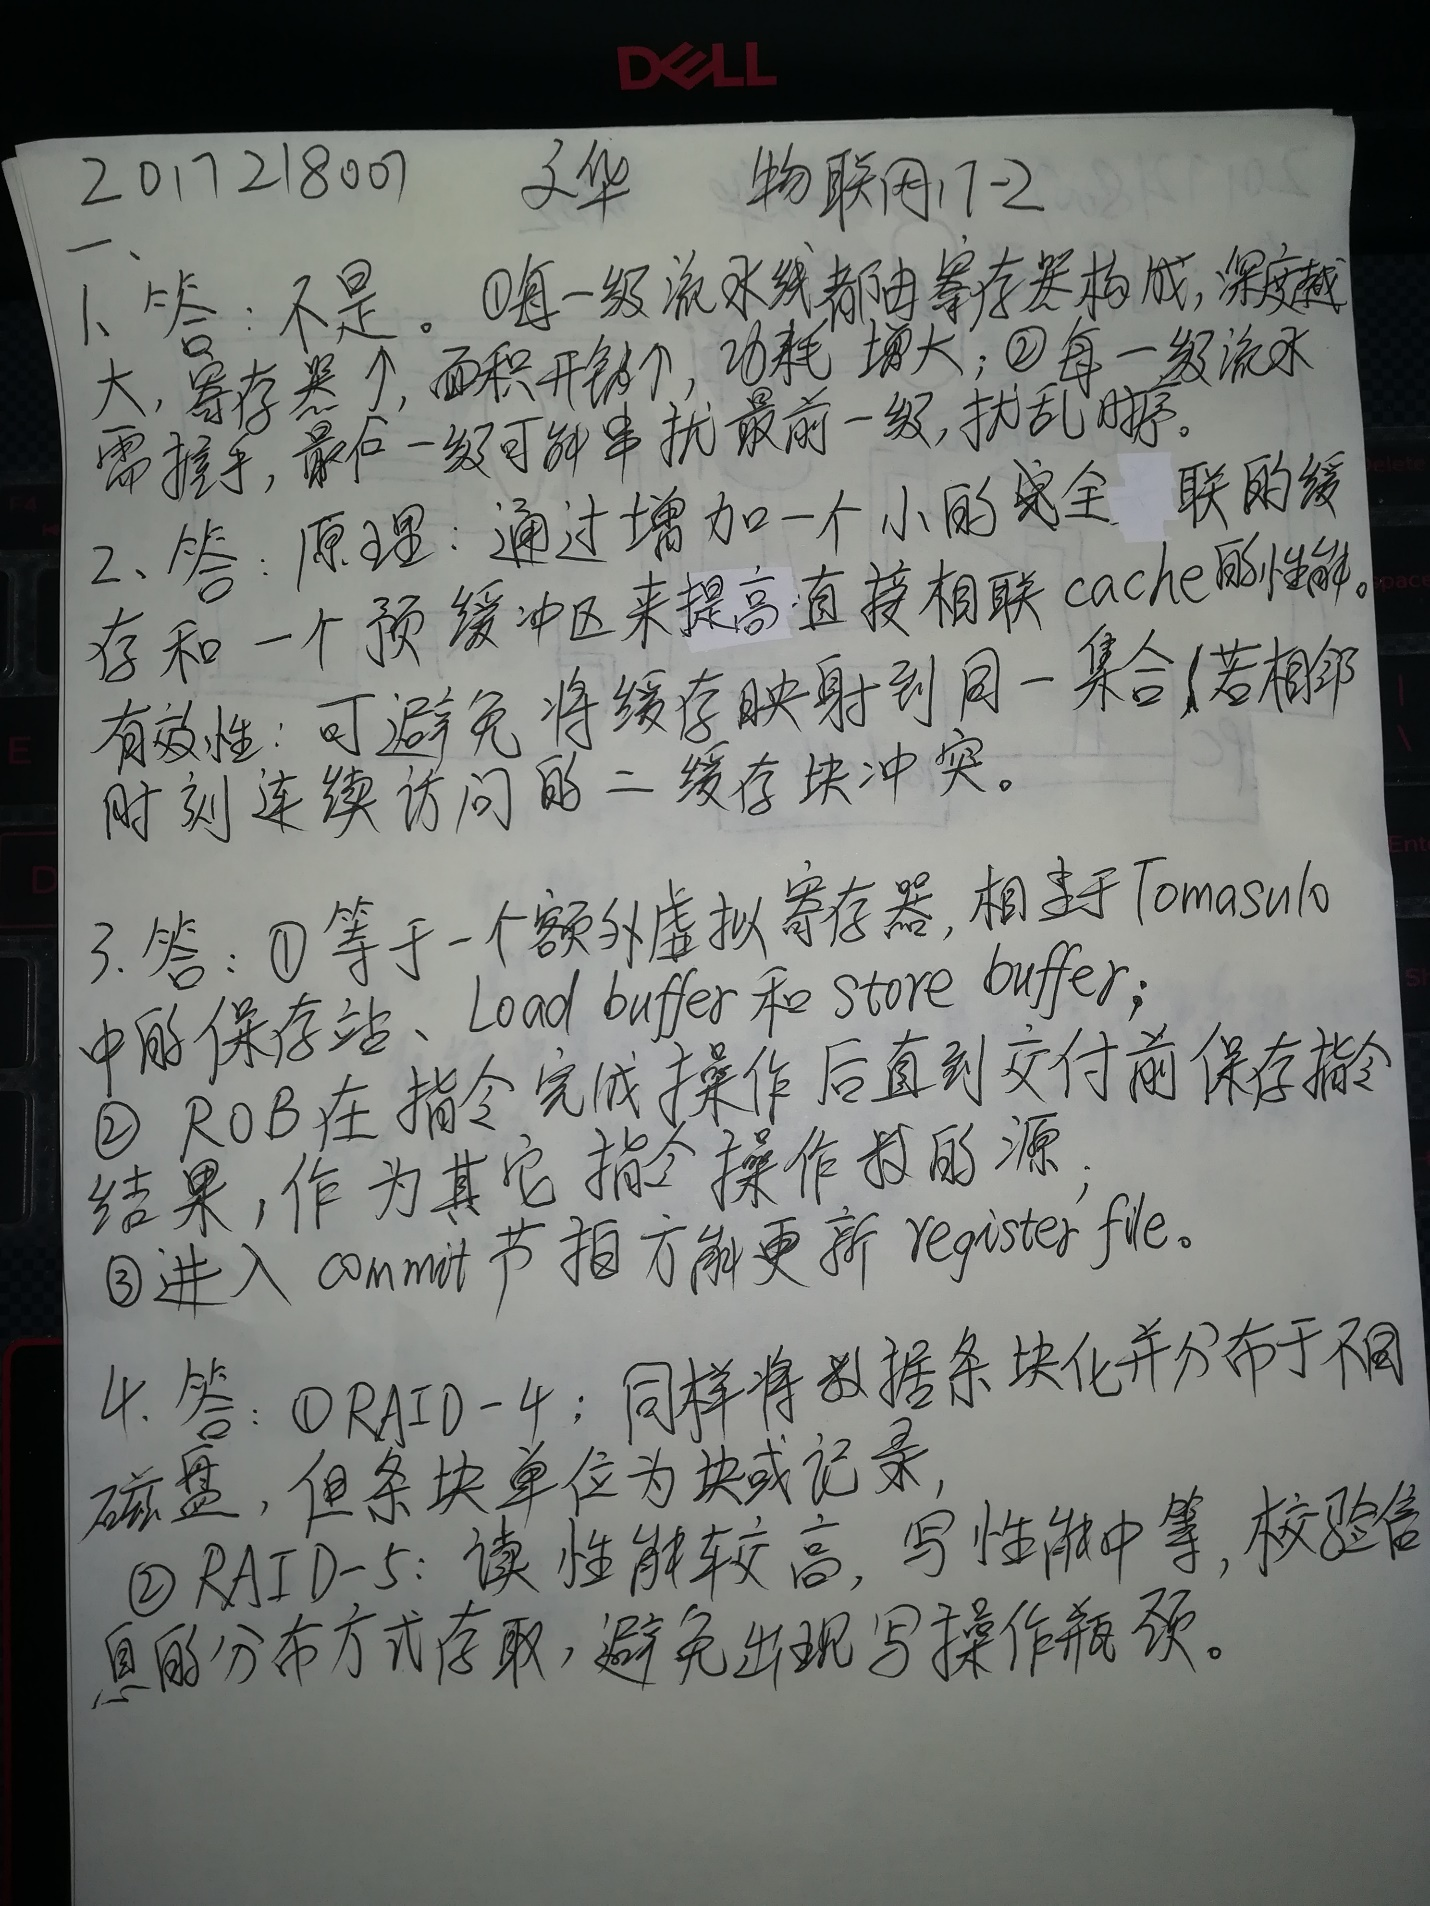 DELL
2017218007 文华 物联网17-2
一、
1、答：不是。①每一级流水线都由寄存器构成，深度越
大，寄存器↑，面积开销↑，功耗增大；②每一级流水
需握手，最后一级可能串扰最前一级，扰乱时序。
2、答：原理：通过增加一个小的完全 联的缓
存和一个预缓冲区来提高直接相联cache的性能。
有效性：可避免将缓存映射到同一集合，若相邻
时刻连续访问的二缓存块冲突。
3.答：①等于一个额外虚拟寄存器，相当于Tomasulo
中的保存站、Load buffer和store buffer；
② ROB在指令完成操作后直到交付前保存指令
结果，作为其它指令操作数的源；
③进入commit节拍方能更新register file。
4.答：①RAID-4：同样将数据条块化并分布于不同
磁盘，但条块单位为块或记录，
②RAID-5：读性能较高，写性能中等，校验信
息的分布方式存取，避免出现写操作瓶颈。